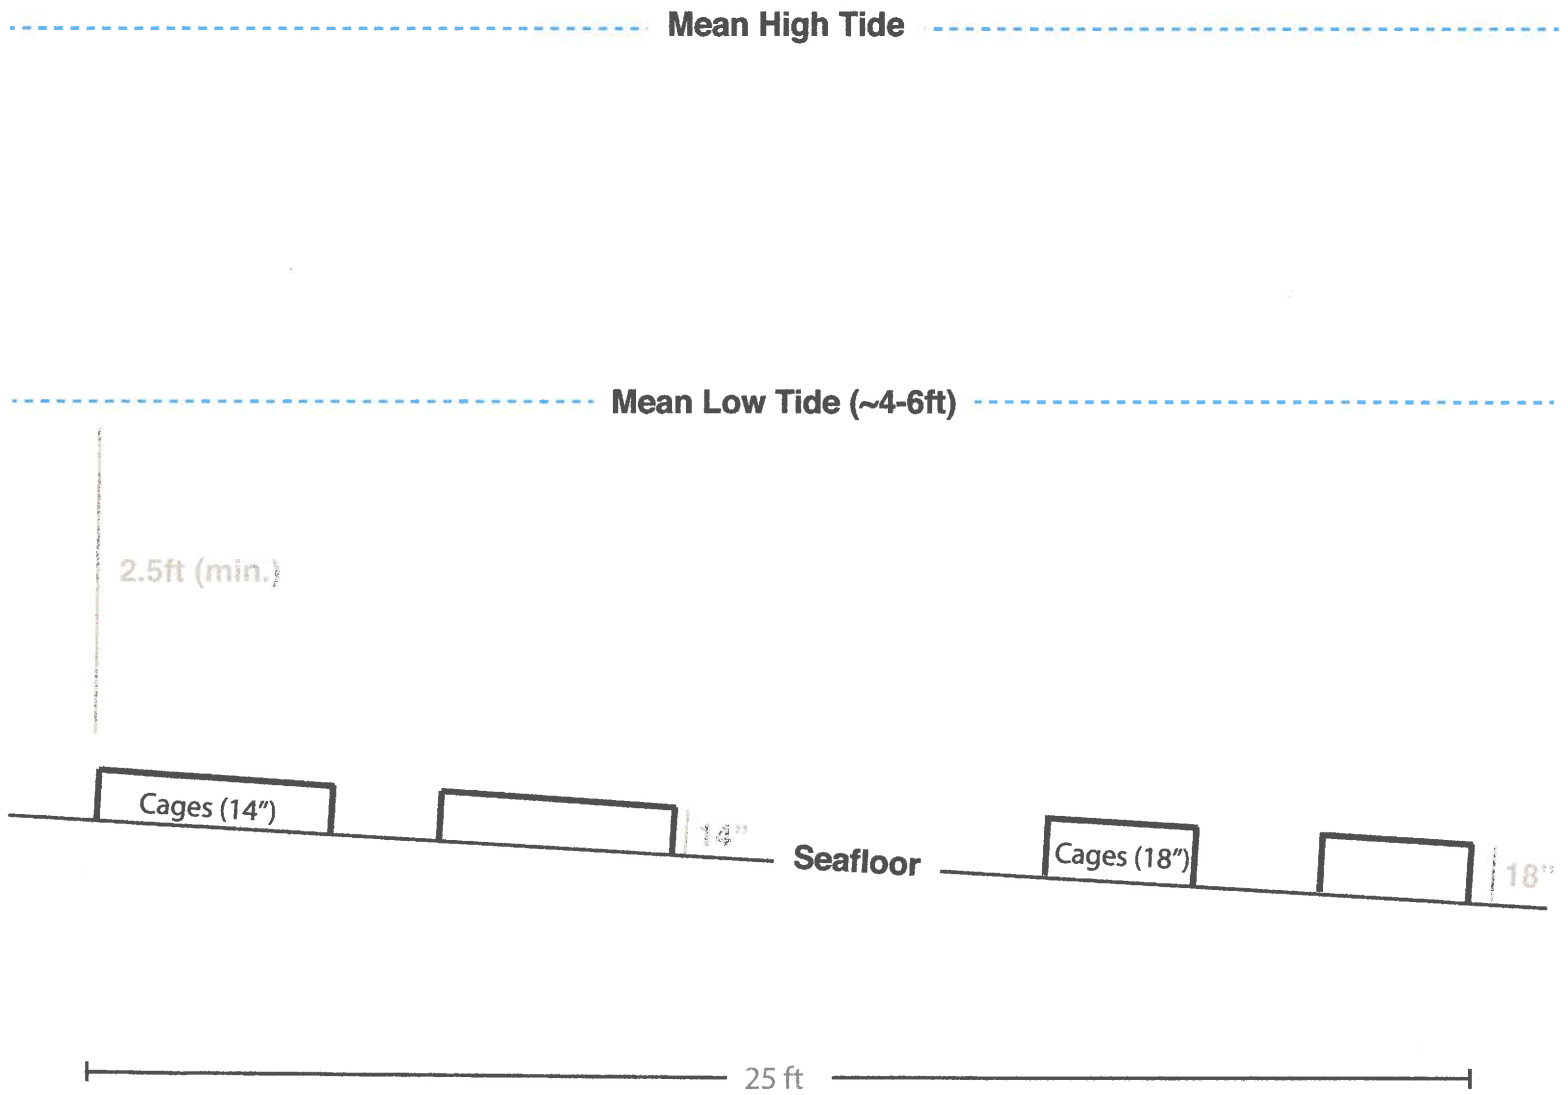 Mean High Tide
Mean Low Tide (~4-6ft)
2.5ft (min.)
Cages (14”)
14”
Seafloor
Cages (18”)
18”
25 ft